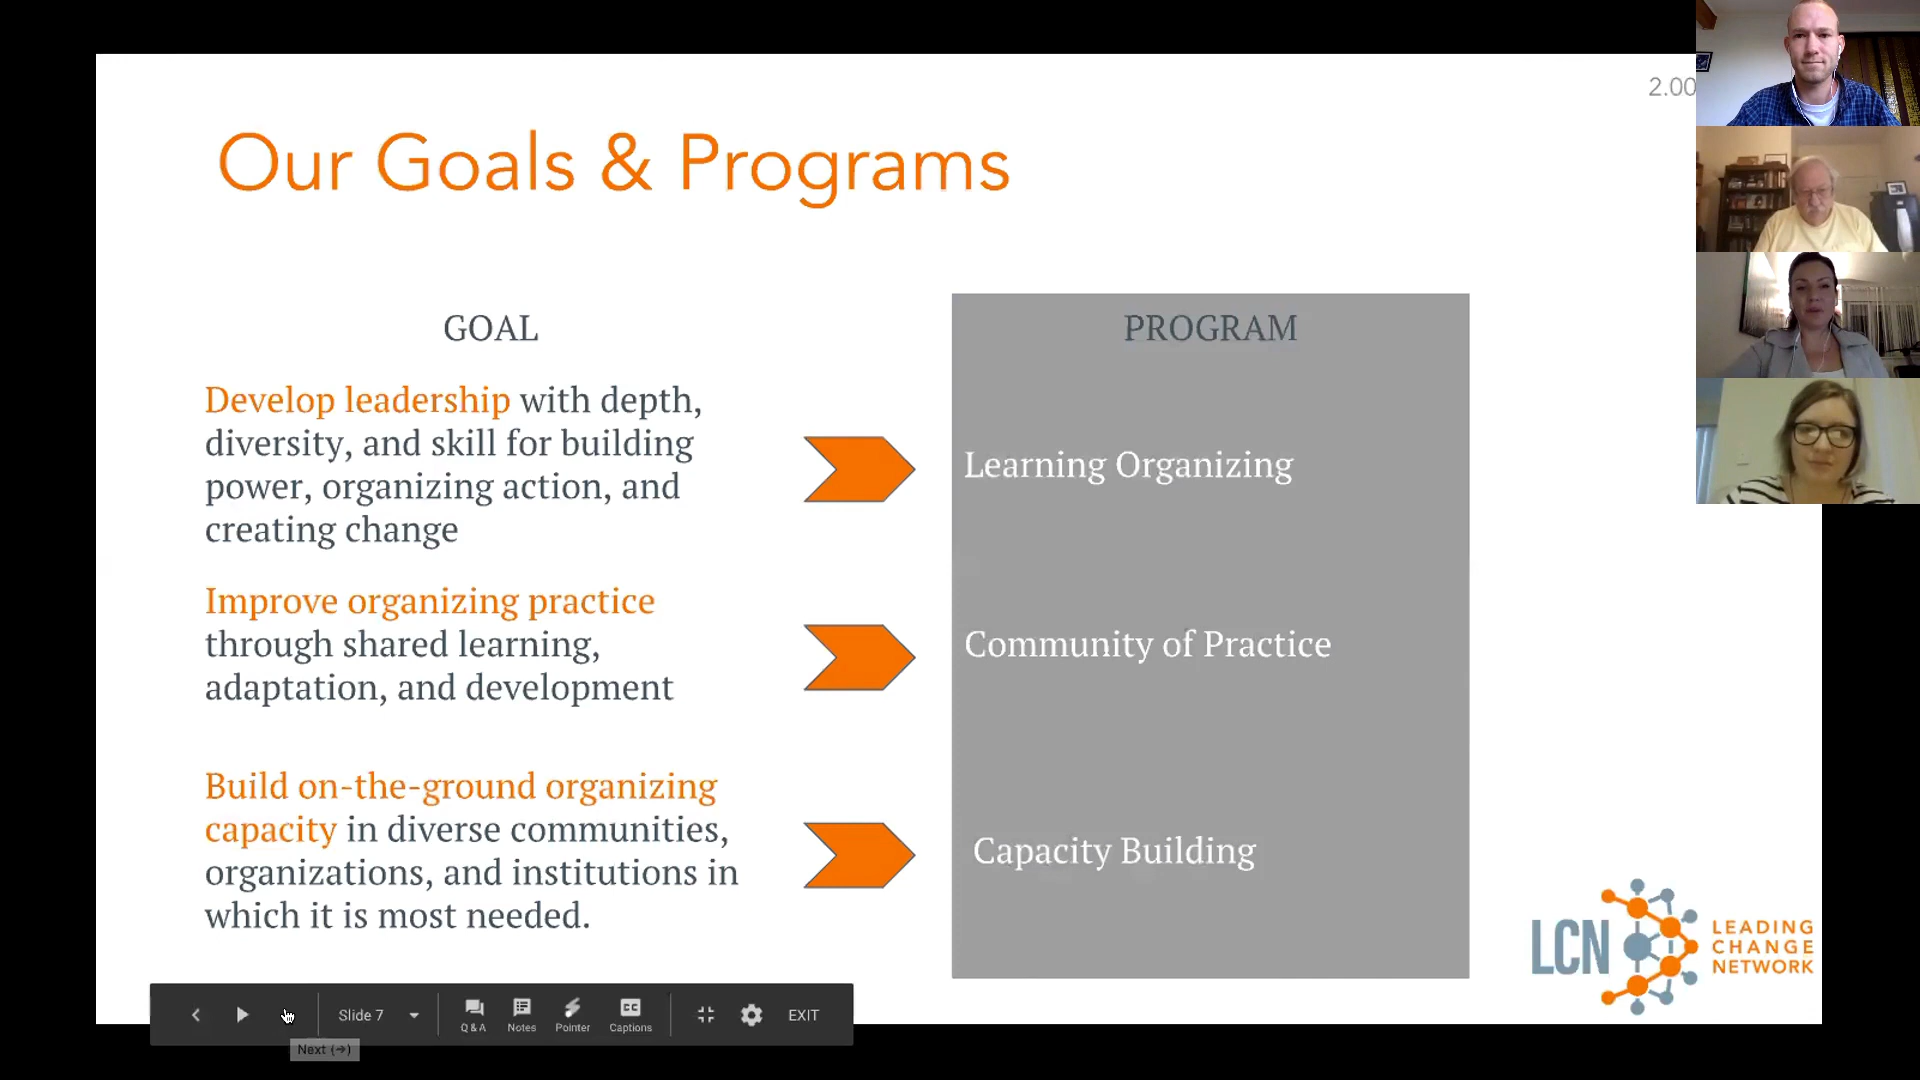 2.00
Our Goals & Programs
GOAL
Develop leadership with depth,
diversity, and skill for building
power, organizing action, and
creating change
Improve organizing practice
through shared learning,
adaptation, and development
Build on-the-ground organizing
capacity in diverse communities,
organizations, and institutions in
which it is most needed.
PROGRAM
Learning Organizing
Community of Practice
Capacity Building
LCN
LEADING
CHANGE
NETWORK
Slide 7
Q & A
Notes
Pointer
CC
Captions
EXIT
Next (→)